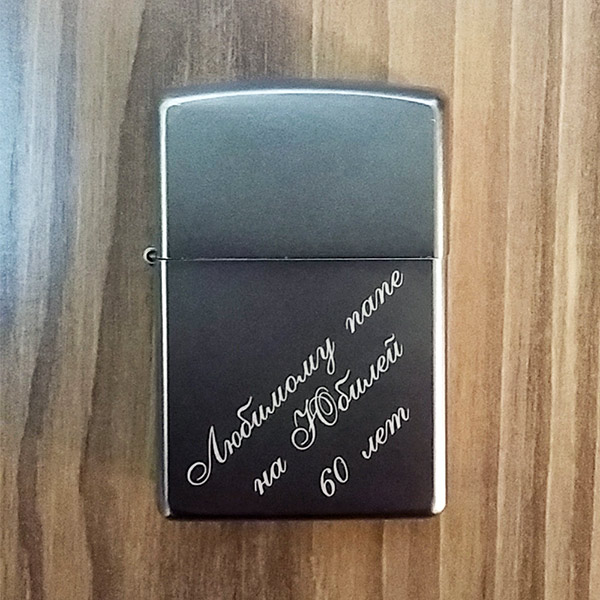 Любимому папе
на Юбилей
60 лет